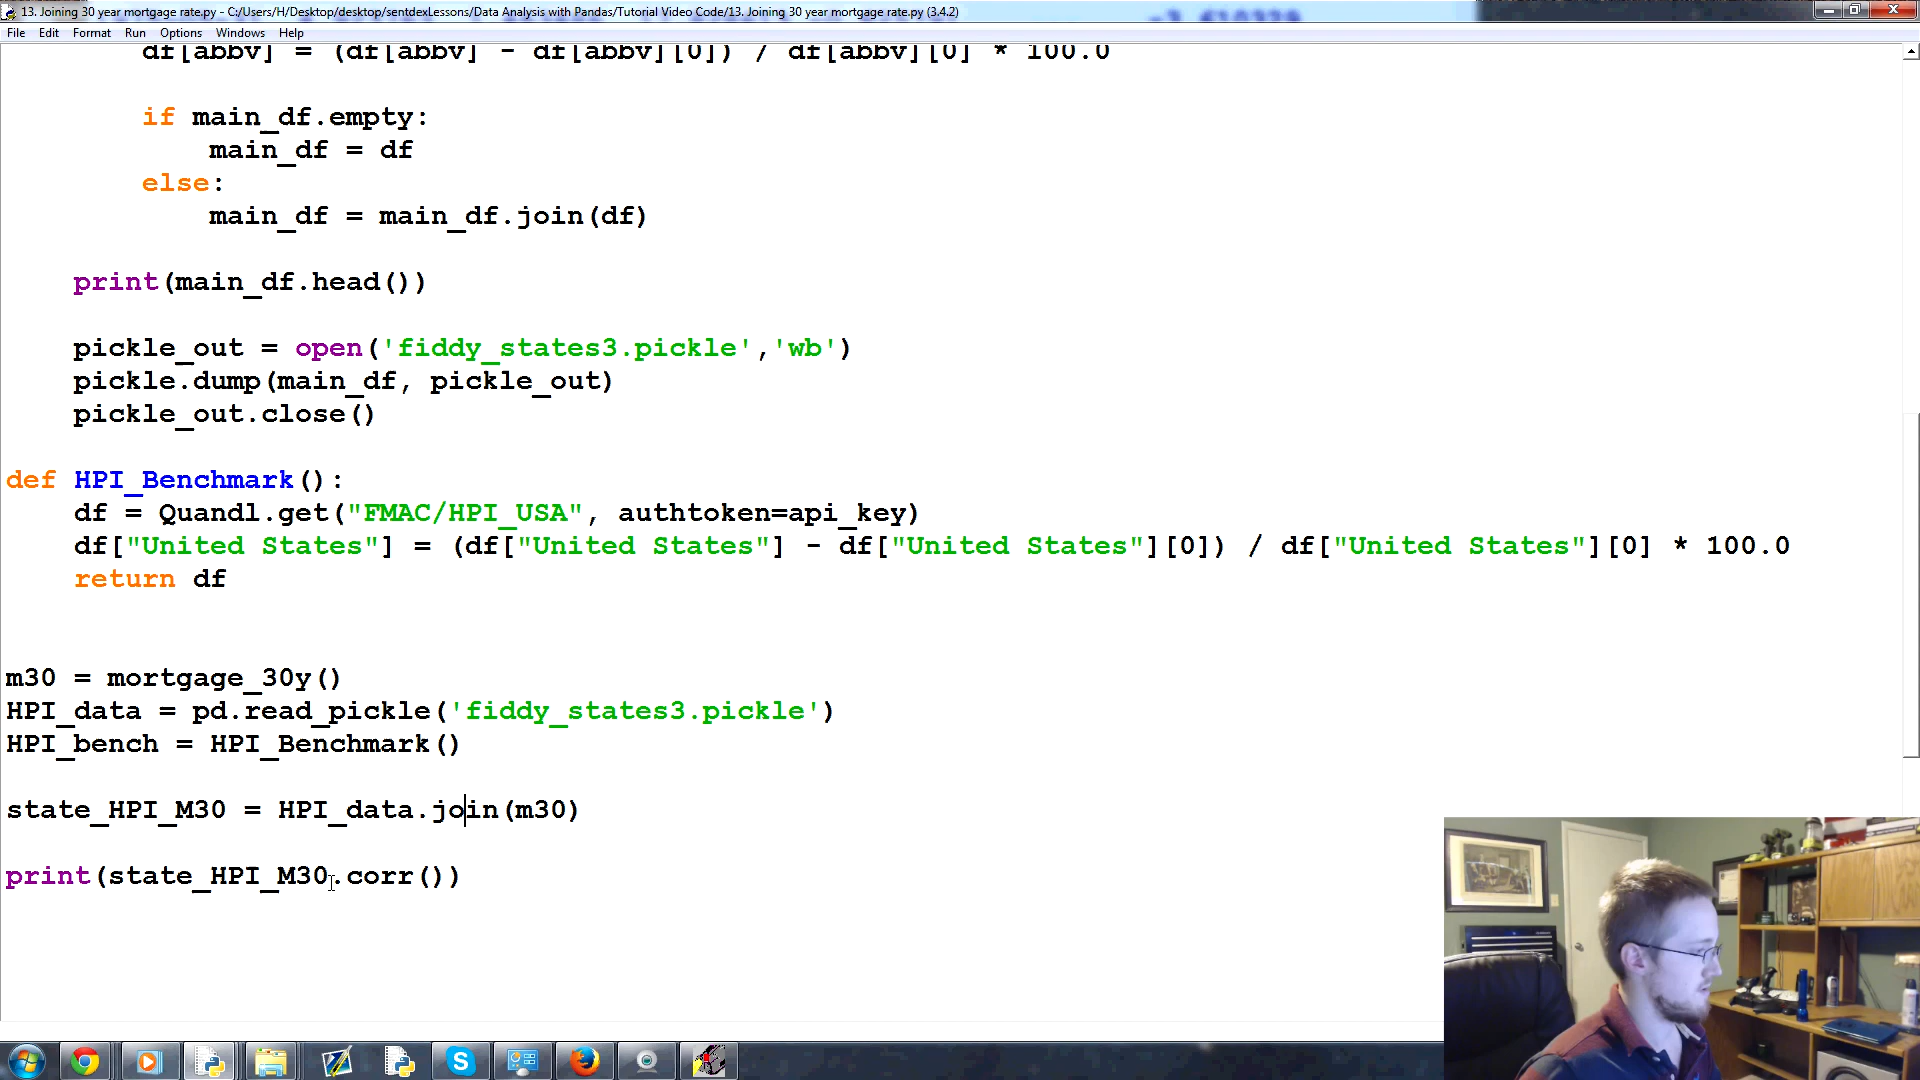 13. Joining 30 year mortgage rate.py - C:/Users/H/Desktop/desktop/sentdexLessons/Data Analysis with Pandas/Tutorial Video Code/13. Joining 30 year mortgage rate.py (3.4.2)
File Edit Format Run Options Windows Help
df[abbv] = (df[abbv] - df[abbv][0]) / df[abbv][0] * 100.0
if main_df.empty:
main_df = df
else:
main_df = main_df.join(df)
print(main_df.head())
pickle_out = open('fiddy_states3.pickle','wb')
pickle.dump(main_df, pickle_out)
pickle_out.close()
def HPI_Benchmark():
df = Quandl.get("FMAC/HPI_USA", authtoken=api_key)
df["United States"] = (df["United States"] - df["United States"][0]) / df["United States"][0] * 100.0
return df
m30 = mortgage_30y()
HPI_data = pd.read_pickle('fiddy_states3.pickle')
HPI_bench = HPI_Benchmark()
state_HPI_M30 = HPI_data.join(m30)
print(state_HPI_M30.corr())